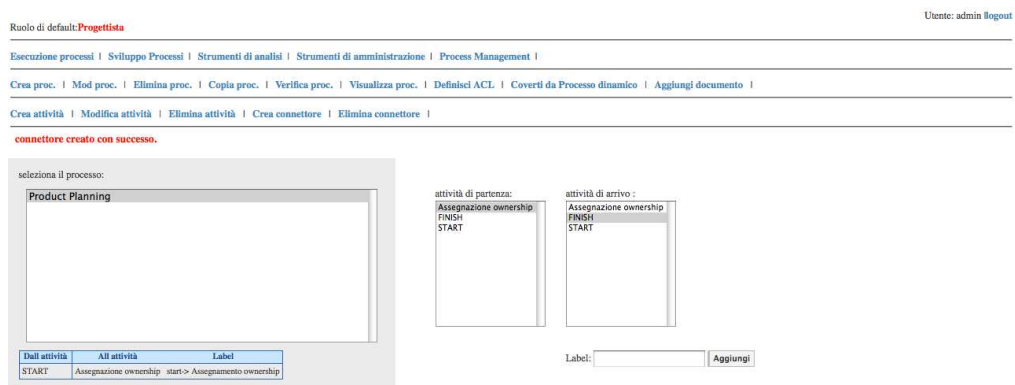 Utente: admin llogout
Ruolo di default:Progettista
Esecuzione processi | Sviluppo Processi | Strumenti di analisi | Strumenti di amministrazione | Process Management |
Crea proc. | Mod proc. | Elimina proc. | Copia proc. | Verifica proc. | Visualizza proc. | Definisci ACL | Coverti da Processo dinamico | Aggiungi documento |
Crea attività | Modifica attività | Elimina attività | Crea connettore | Elimina connettore |
connettore creato con successo.
seleziona il processo:
Product Planning
Dall attività All attività Label
START Assegnazione ownership start-> Assegnamento ownership
attività di partenza:
Assegnazione ownership
FINISH
START
attività di arrivo :
Assegnazione ownership
FINISH
START
Label: Aggiungi